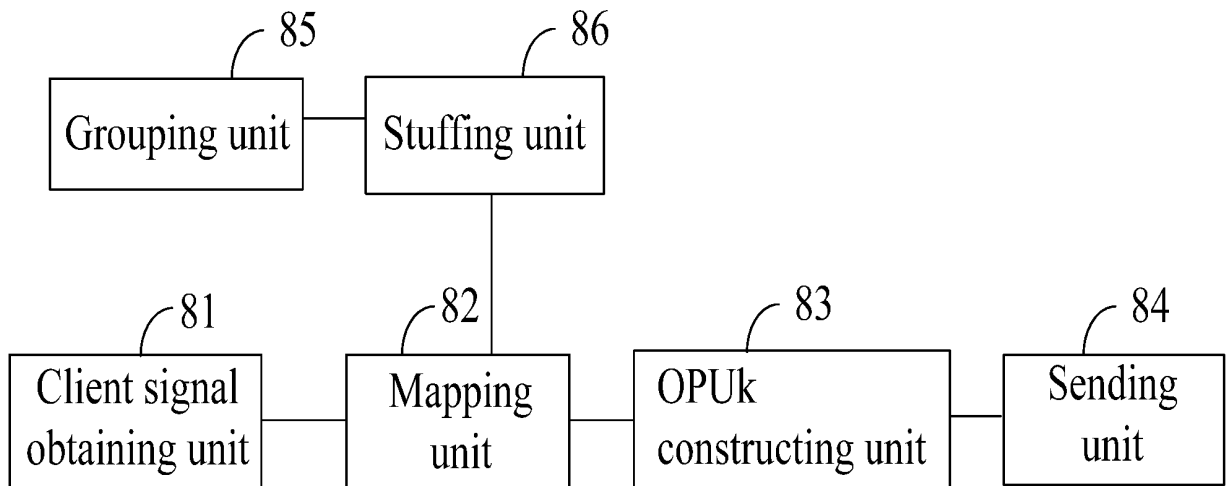 85
86
Grouping unit
Stuffing unit
81
82
83
84
Client signal
obtaining unit
Mapping
unit
OPUk
constructing unit
Sending
unit